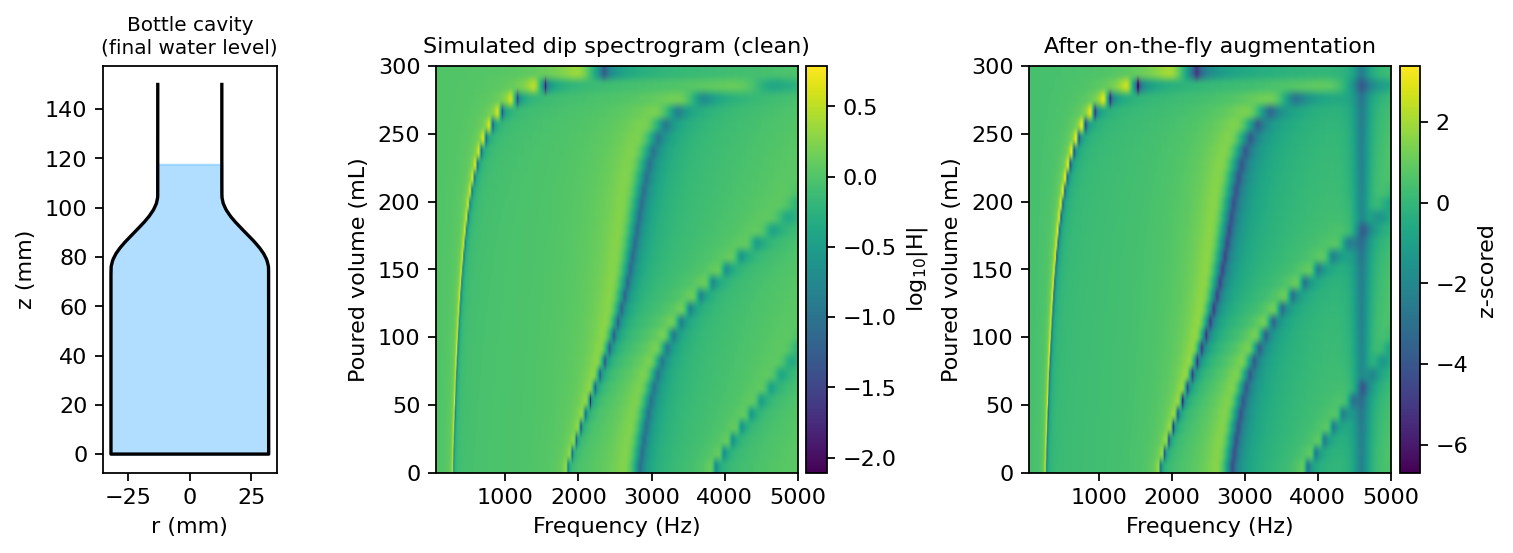 Bottle cavity
(final water level)
z (mm)
140
120
100
80
60
40
20
0
−25 0 25
r (mm)
Simulated dip spectrogram (clean)
Poured volume (mL)
300
250
200
150
100
50
0
1000 2000 3000 4000 5000
Frequency (Hz)
0.5
0.0
−0.5
−1.0
−1.5
−2.0
log₁₀|H|
After on-the-fly augmentation
Poured volume (mL)
300
250
200
150
100
50
0
1000 2000 3000 4000 5000
Frequency (Hz)
2
0
−2
−4
−6
z-scored